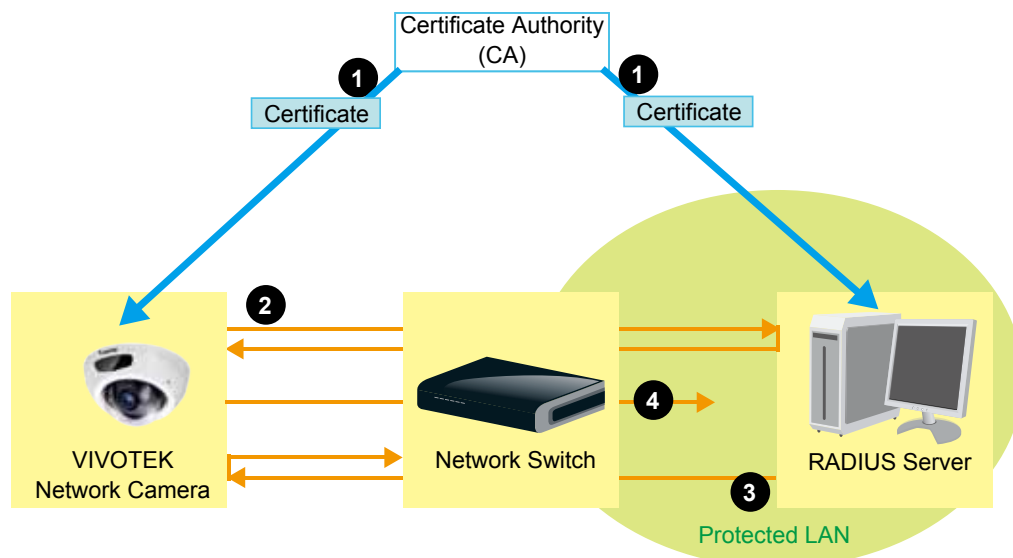 Certificate Authority
(CA)
1
1
Certificate
Certificate
2
4
VIVOTEK
Network Camera
Network Switch
RADIUS Server
3
Protected LAN